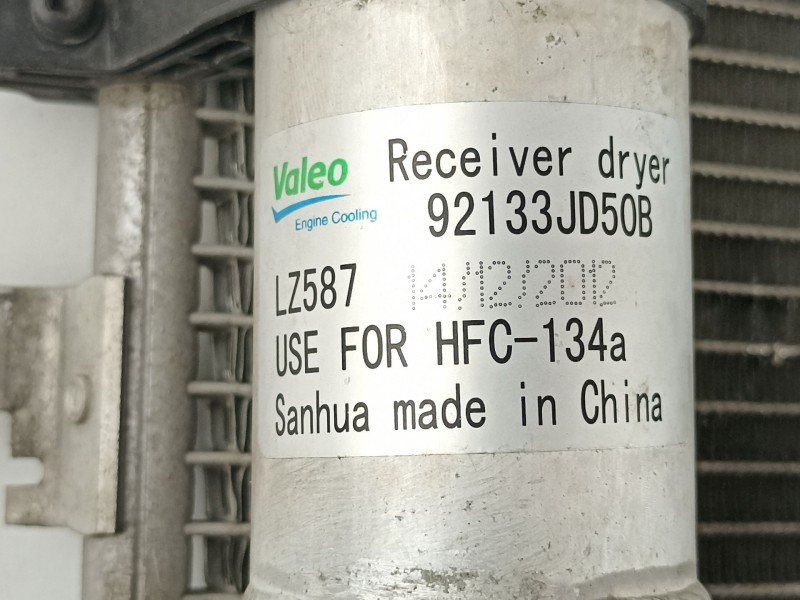 Valeo
Engine Cooling
Receiver dryer
92133JD50B
LZ587 14/12/2012
USE FOR HFC-134a
Sanhua made in China